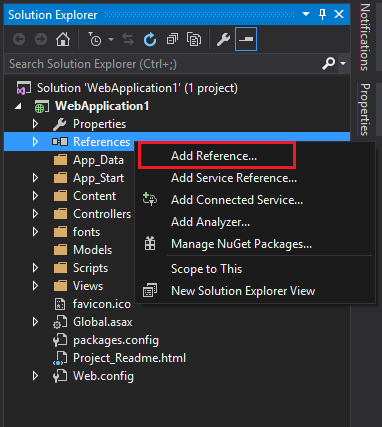 Solution Explorer
Search Solution Explorer (Ctrl+;)
Solution 'WebApplication1' (1 project)
WebApplication1
Properties
References
App_Data
App_Start
Content
Controllers
fonts
Models
Scripts
Views
favicon.ico
Global.asax
packages.config
Project_Readme.html
Web.config
Add Reference...
Add Service Reference...
Add Connected Service...
Add Analyzer...
Manage NuGet Packages...
Scope to This
New Solution Explorer View
Notifications
Properties